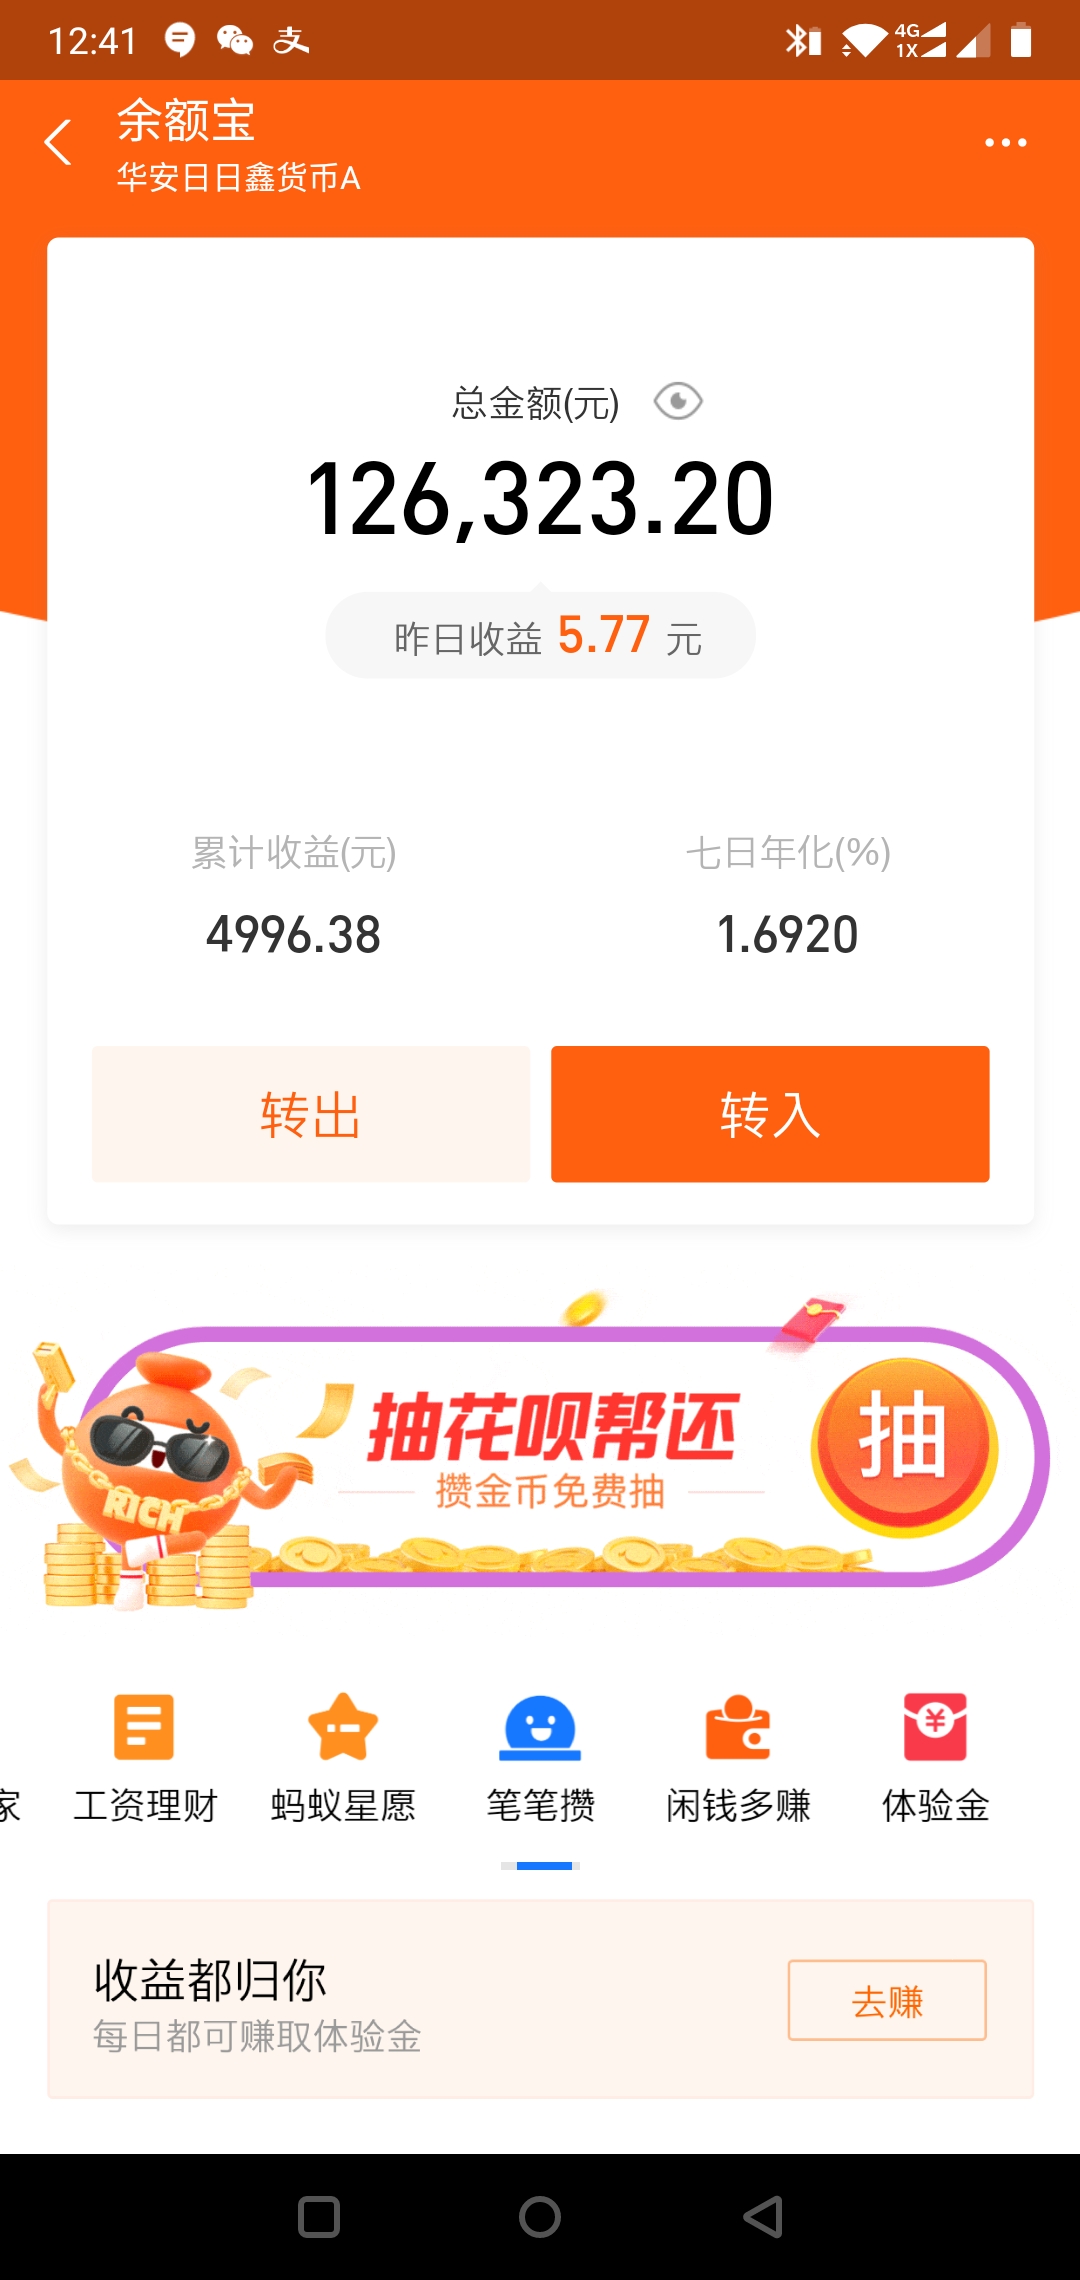 12:41
4G
1X
余额宝
华安日日鑫货币A
总金额(元)
126,323.20
昨日收益 5.77 元
累计收益(元) 七日年化(%)
4996.38 1.6920
转出 转入
抽花呗帮还
攒金币免费抽
抽
RICH
家 工资理财 蚂蚁星愿 笔笔攒 闲钱多赚 体验金
收益都归你
每日都可赚取体验金
去赚